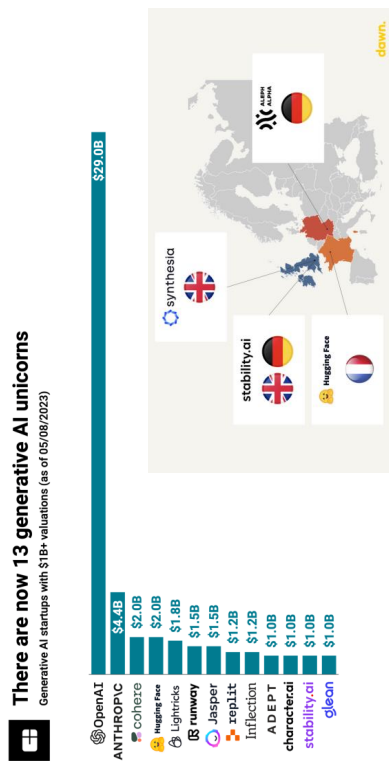 There are now 13 generative AI unicorns
Generative AI startups with $1B+ valuations (as of 05/08/2023)
OpenAI $29.0B
ANTHROP\C $4.4B
cohere $2.0B
Hugging Face $2.0B
Lightricks $1.8B
runway $1.5B
Jasper $1.5B
replit $1.2B
Inflection $1.2B
ADEPT $1.0B
character.ai $1.0B
stability.ai $1.0B
glean $1.0B
synthesia
stability.ai
Hugging Face
ALEPH
ALPHA
dawn.